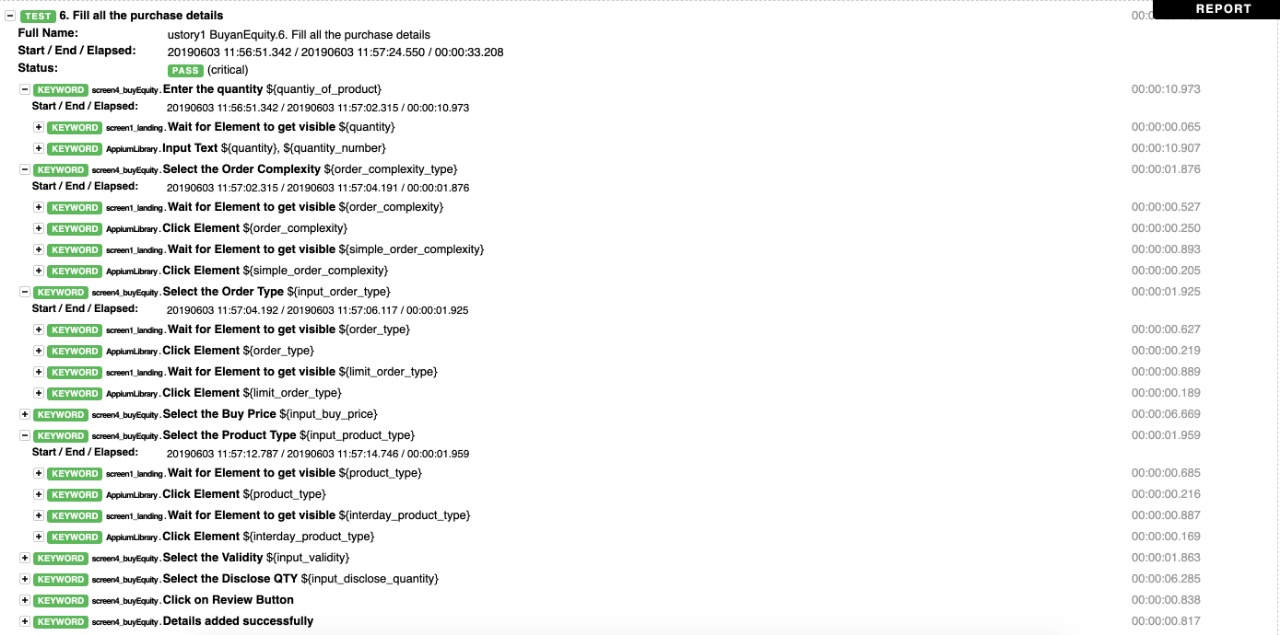 − TEST 6. Fill all the purchase details 00:0
REPORT
Full Name: ustory1 BuyanEquity.6. Fill all the purchase details
Start / End / Elapsed: 20190603 11:56:51.342 / 20190603 11:57:24.550 / 00:00:33.208
Status: PASS (critical)
− KEYWORD screen4_buyEquity.Enter the quantity ${quantiy_of_product} 00:00:10.973
Start / End / Elapsed: 20190603 11:56:51.342 / 20190603 11:57:02.315 / 00:00:10.973
+ KEYWORD screen1_landing.Wait for Element to get visible ${quantity} 00:00:00.065
+ KEYWORD AppiumLibrary.Input Text ${quantity}, ${quantity_number} 00:00:10.907
− KEYWORD screen4_buyEquity.Select the Order Complexity ${order_complexity_type} 00:00:01.876
Start / End / Elapsed: 20190603 11:57:02.315 / 20190603 11:57:04.191 / 00:00:01.876
+ KEYWORD screen1_landing.Wait for Element to get visible ${order_complexity} 00:00:00.527
+ KEYWORD AppiumLibrary.Click Element ${order_complexity} 00:00:00.250
+ KEYWORD screen1_landing.Wait for Element to get visible ${simple_order_complexity} 00:00:00.893
+ KEYWORD AppiumLibrary.Click Element ${simple_order_complexity} 00:00:00.205
− KEYWORD screen4_buyEquity.Select the Order Type ${input_order_type} 00:00:01.925
Start / End / Elapsed: 20190603 11:57:04.192 / 20190603 11:57:06.117 / 00:00:01.925
+ KEYWORD screen1_landing.Wait for Element to get visible ${order_type} 00:00:00.627
+ KEYWORD AppiumLibrary.Click Element ${order_type} 00:00:00.219
+ KEYWORD screen1_landing.Wait for Element to get visible ${limit_order_type} 00:00:00.889
+ KEYWORD AppiumLibrary.Click Element ${limit_order_type} 00:00:00.189
+ KEYWORD screen4_buyEquity.Select the Buy Price ${input_buy_price} 00:00:06.669
− KEYWORD screen4_buyEquity.Select the Product Type ${input_product_type} 00:00:01.959
Start / End / Elapsed: 20190603 11:57:12.787 / 20190603 11:57:14.746 / 00:00:01.959
+ KEYWORD screen1_landing.Wait for Element to get visible ${product_type} 00:00:00.685
+ KEYWORD AppiumLibrary.Click Element ${product_type} 00:00:00.216
+ KEYWORD screen1_landing.Wait for Element to get visible ${interday_product_type} 00:00:00.887
+ KEYWORD AppiumLibrary.Click Element ${interday_product_type} 00:00:00.169
+ KEYWORD screen4_buyEquity.Select the Validity ${input_validity} 00:00:01.863
+ KEYWORD screen4_buyEquity.Select the Disclose QTY ${input_disclose_quantity} 00:00:06.285
+ KEYWORD screen4_buyEquity.Click on Review Button 00:00:00.838
+ KEYWORD screen4_buyEquity.Details added successfully 00:00:00.817